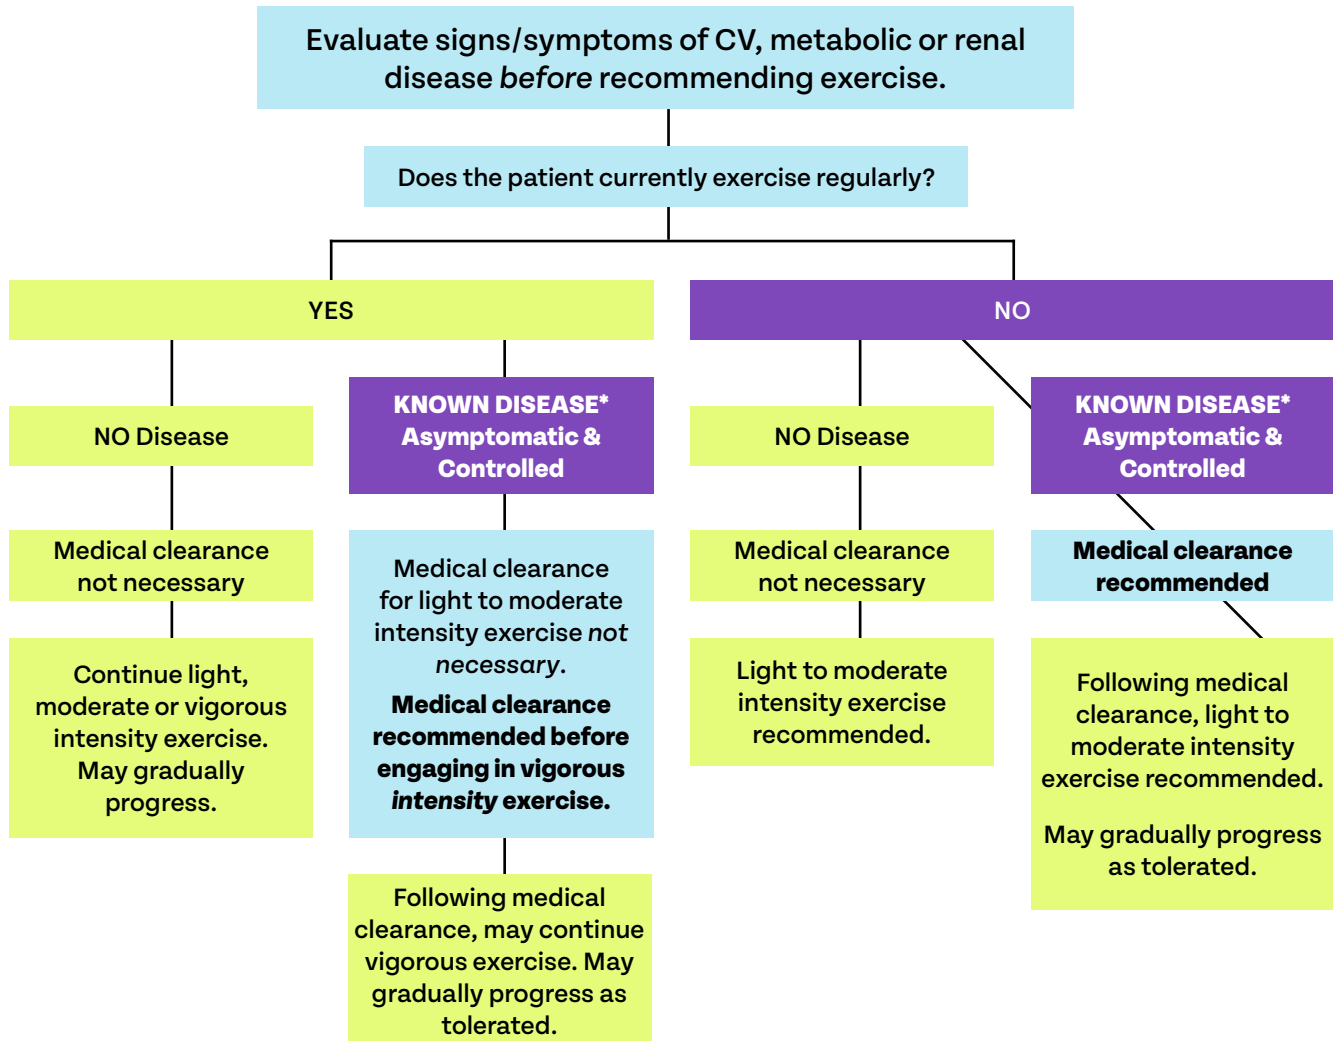 Evaluate signs/symptoms of CV, metabolic or renal
disease before recommending exercise.
Does the patient currently exercise regularly?
YES
NO Disease
Medical clearance
not necessary
Continue light,
moderate or vigorous
intensity exercise.
May gradually
progress.
KNOWN DISEASE*
Asymptomatic &
Controlled
Medical clearance
for light to moderate
intensity exercise not
necessary.
Medical clearance
recommended before
engaging in vigorous
intensity exercise.
Following medical
clearance, may continue
vigorous exercise. May
gradually progress as
tolerated.
NO
NO Disease
Medical clearance
not necessary
Light to moderate
intensity exercise
recommended.
KNOWN DISEASE*
Asymptomatic &
Controlled
Medical clearance
recommended
Following medical
clearance, light to
moderate intensity
exercise recommended.
May gradually progress
as tolerated.